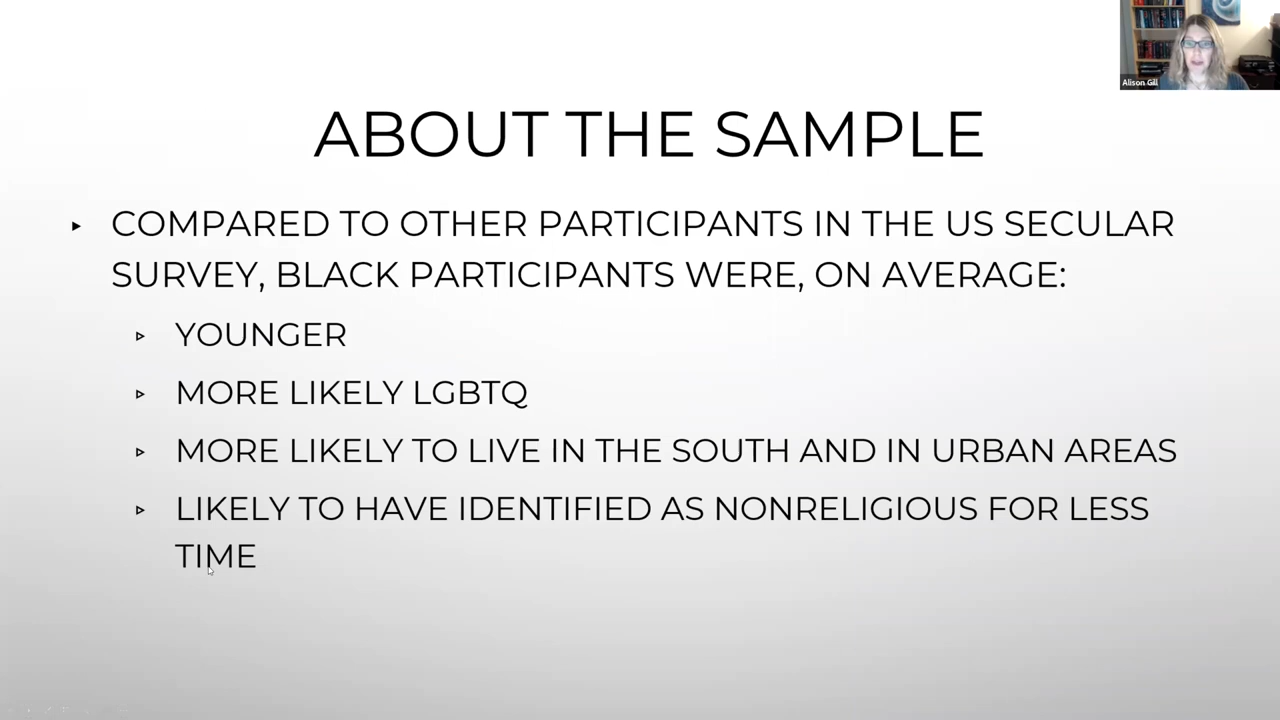 Alison Gill
ABOUT THE SAMPLE
COMPARED TO OTHER PARTICIPANTS IN THE US SECULAR
SURVEY, BLACK PARTICIPANTS WERE, ON AVERAGE:
YOUNGER
MORE LIKELY LGBTQ
MORE LIKELY TO LIVE IN THE SOUTH AND IN URBAN AREAS
LIKELY TO HAVE IDENTIFIED AS NONRELIGIOUS FOR LESS
TIME